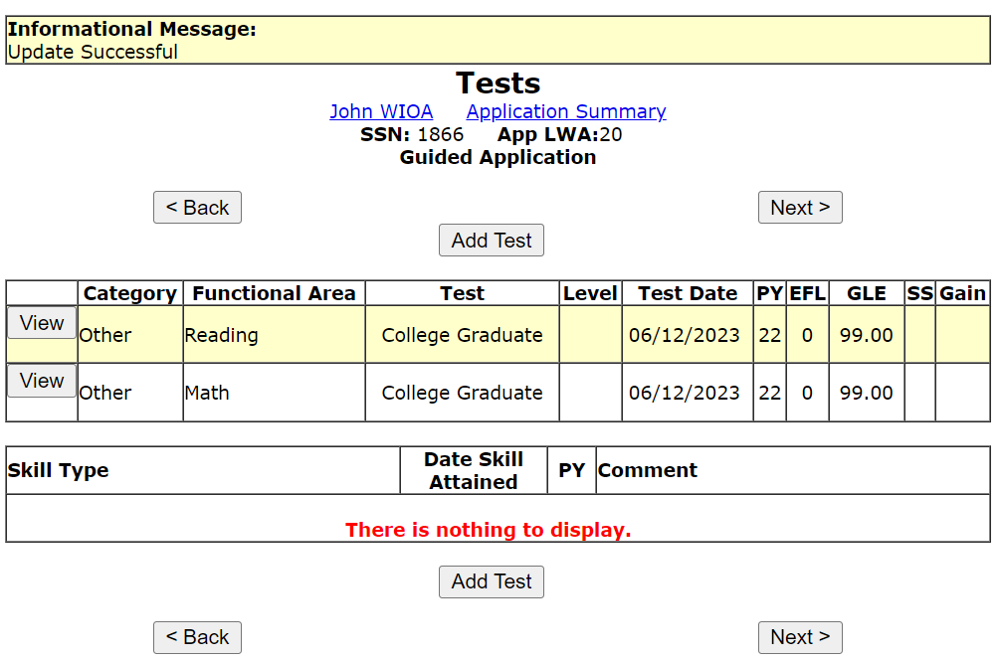 Informational Message:
Update Successful
Tests
John WIOA Application Summary
SSN: 1866 App LWA:20
Guided Application
< Back Next >
Add Test
Category Functional Area Test Level Test Date PY EFL GLE SS Gain
View Other Reading College Graduate 06/12/2023 22 0 99.00
View Other Math College Graduate 06/12/2023 22 0 99.00
Skill Type Date Skill Attained PY Comment
There is nothing to display.
Add Test
< Back Next >